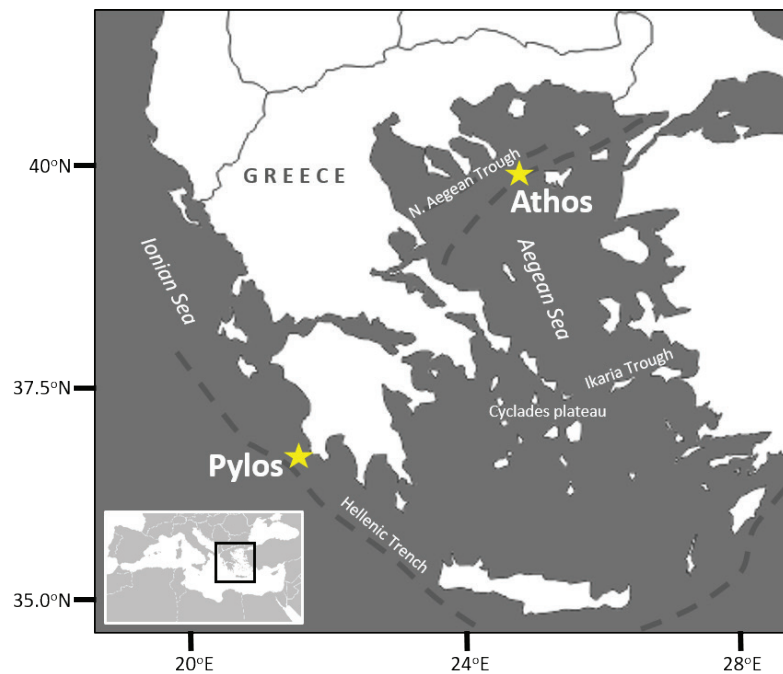 40°N
GREECE
N. Aegean Trough
Athos
Ionian Sea
Aegean Sea
Ikaria Trough
37.5°N
Cyclades plateau
Pylos
Hellenic Trench
35.0°N
20°E
24°E
28°E